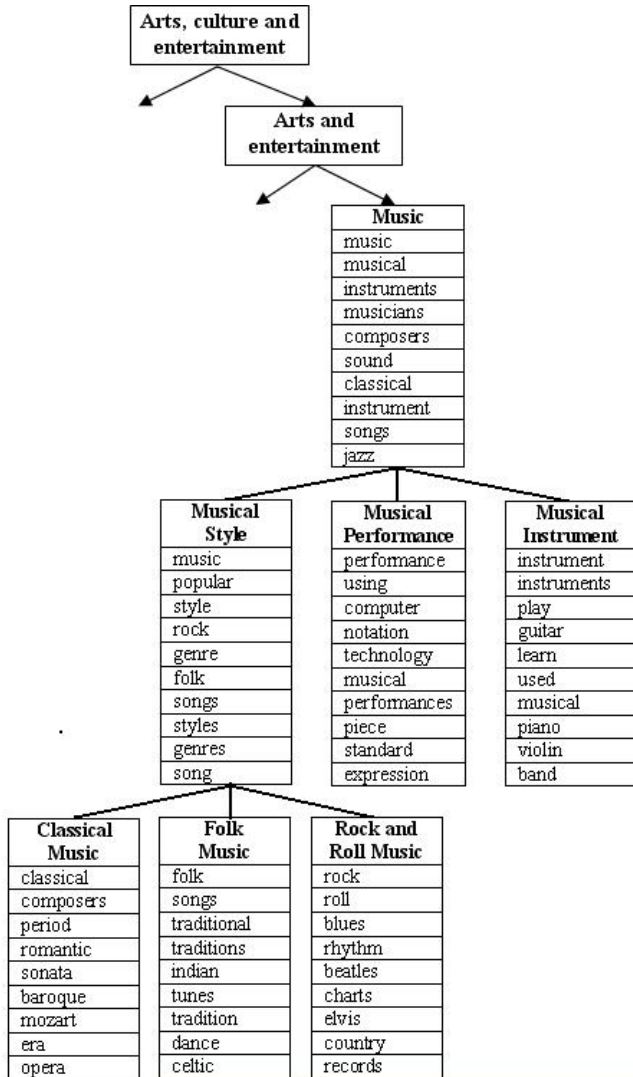 Arts, culture and
entertainment
Arts and
entertainment
Music
music
musical
instruments
musicians
composers
sound
classical
instrument
songs
jazz
Musical
Style
music
popular
style
rock
genre
folk
songs
styles
genres
song
Musical
Performance
performance
using
computer
notation
technology
musical
performances
piece
standard
expression
Musical
Instrument
instrument
instruments
play
guitar
learn
used
musical
piano
violin
band
Classical
Music
classical
composers
period
romantic
sonata
baroque
mozart
era
opera
Folk
Music
folk
songs
traditional
traditions
indian
tunes
tradition
dance
celtic
Rock and
Roll Music
rock
roll
blues
rhythm
beatles
charts
elvis
country
records